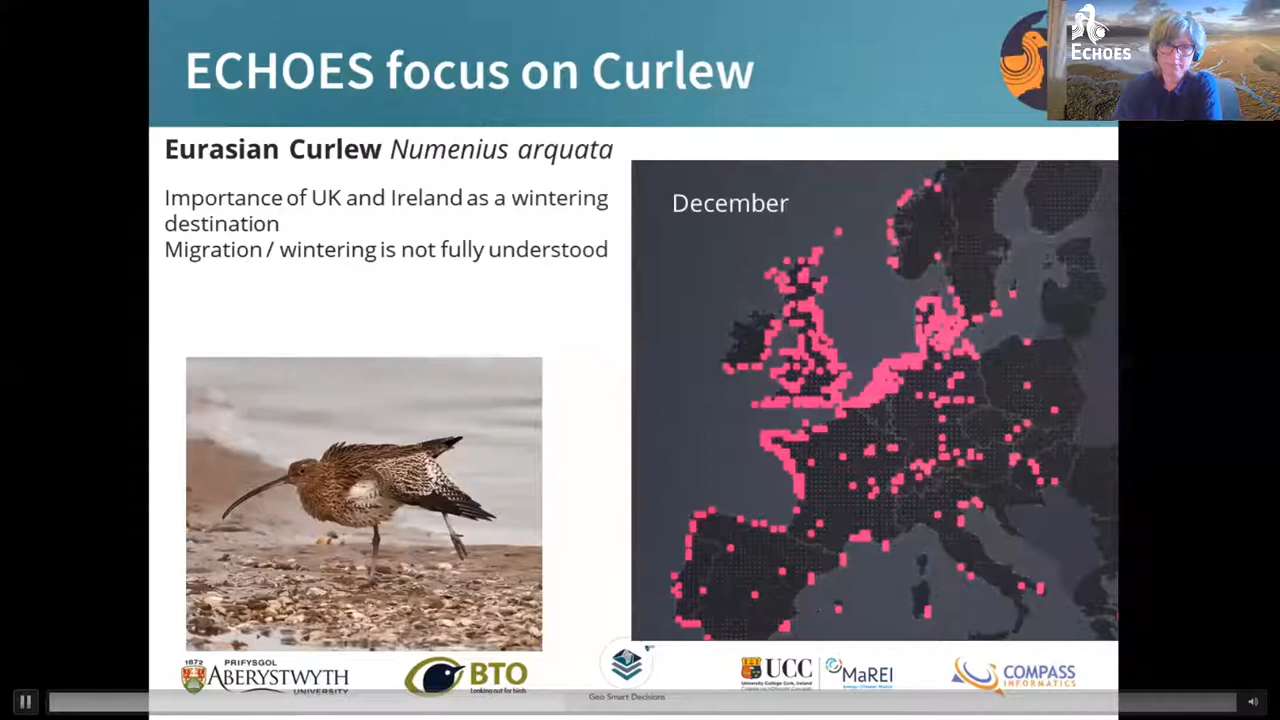 ECHOES focus on Curlew
ECHOES
Eurasian Curlew Numenius arquata
Importance of UK and Ireland as a wintering
destination
Migration / wintering is not fully understood
December
1872
PRIFYSGOL
ABERYSTWYTH
UNIVERSITY
BTO
Looking out for birds
Geo Smart Decisions
UCC
University College Cork, Ireland
MaREI
COMPASS
INFORMATICS